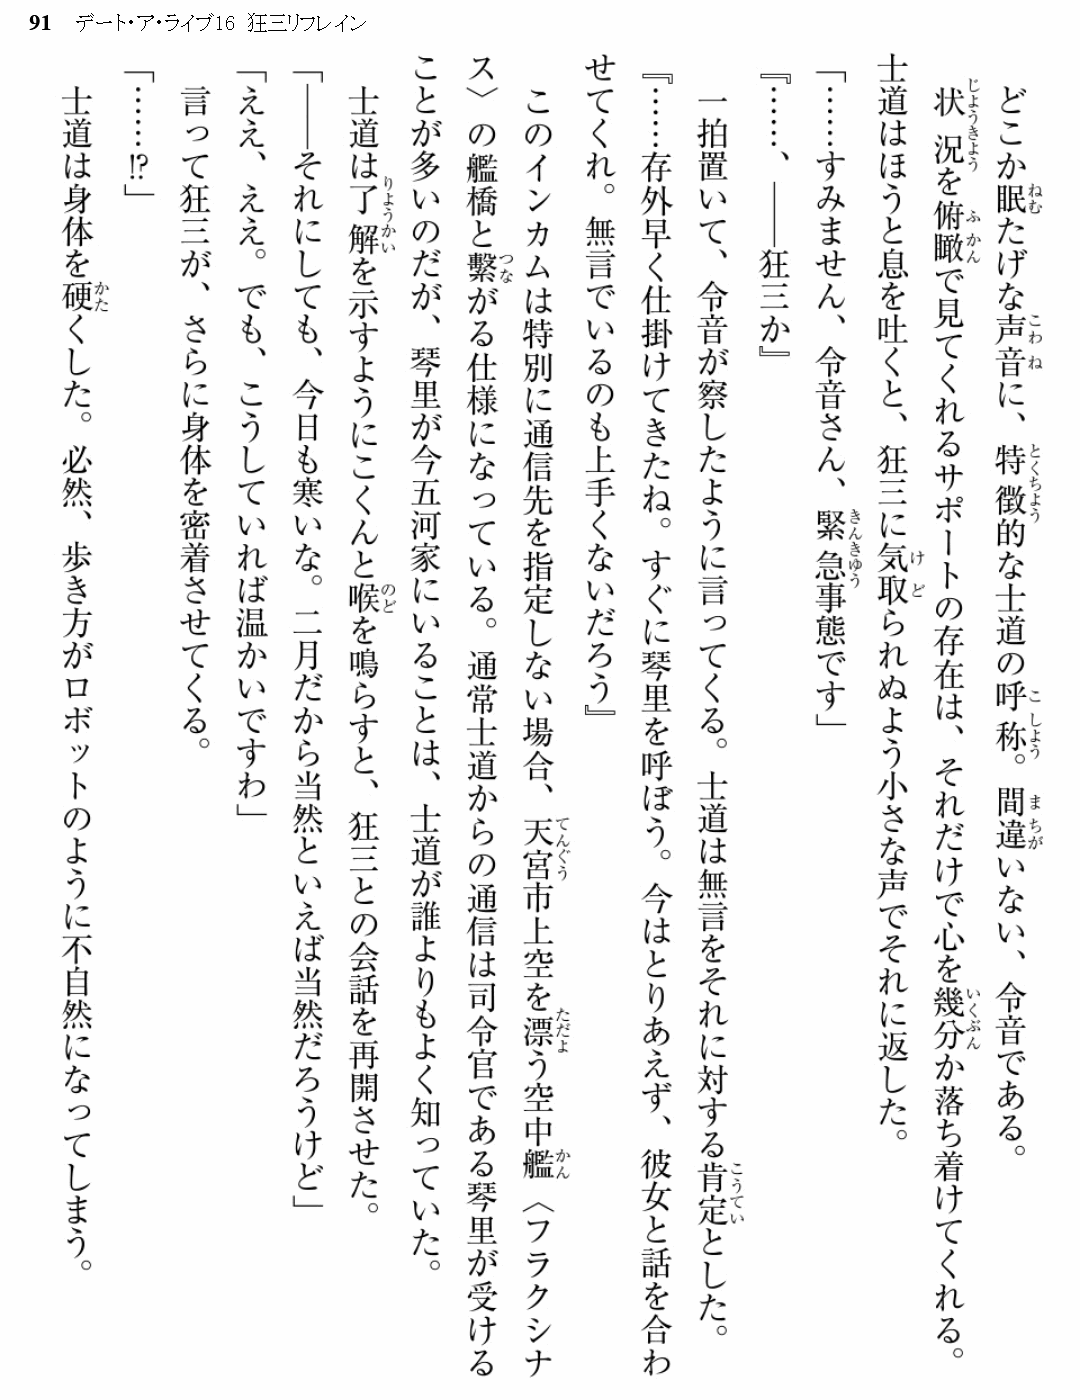 91 デート・ア・ライブ16 狂三リフレイン
どこか眠たげな声音に、特徴的な士道の呼称。間違いない、令音である。
状況を俯瞰で見てくれるサポートの存在は、それだけで心を幾分か落ち着けてくれる。
士道はほうと息を吐くと、狂三に気取られぬよう小さな声でそれに返した。
「……すみません、令音さん、緊急事態です」
『……、――狂三か』
一拍置いて、令音が察したように言ってくる。士道は無言をそれに対する肯定とした。
『……存外早く仕掛けてきたね。すぐに琴里を呼ぼう。今はとりあえず、彼女と話を合わ
せてくれ。無言でいるのも上手くないだろう』
このインカムは特別に通信先を指定しない場合、天宮市上空を漂う空中艦〈フラクシナ
ス〉の艦橋と繫がる仕様になっている。通常士道からの通信は司令官である琴里が受ける
ことが多いのだが、琴里が今五河家にいることは、士道が誰よりもよく知っていた。
士道は了解を示すようにこくんと喉を鳴らすと、狂三との会話を再開させた。
「――それにしても、今日も寒いな。二月だから当然といえば当然だろうけど」
「ええ、ええ。でも、こうしていれば温かいですわ」
言って狂三が、さらに身体を密着させてくる。
「……!?」
士道は身体を硬くした。必然、歩き方がロボットのように不自然になってしまう。